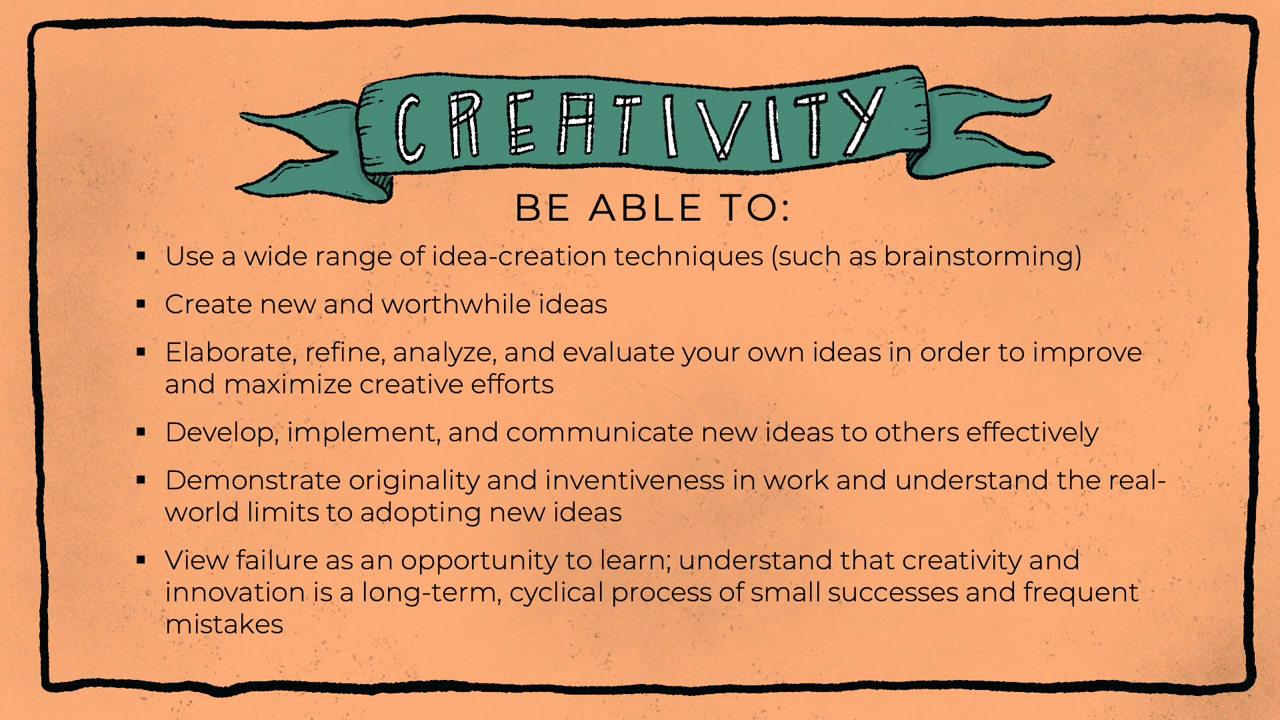 CREATIVITY
BE ABLE TO:
▪ Use a wide range of idea-creation techniques (such as brainstorming)
▪ Create new and worthwhile ideas
▪ Elaborate, refine, analyze, and evaluate your own ideas in order to improve
and maximize creative efforts
▪ Develop, implement, and communicate new ideas to others effectively
▪ Demonstrate originality and inventiveness in work and understand the real-
world limits to adopting new ideas
▪ View failure as an opportunity to learn; understand that creativity and
innovation is a long-term, cyclical process of small successes and frequent
mistakes